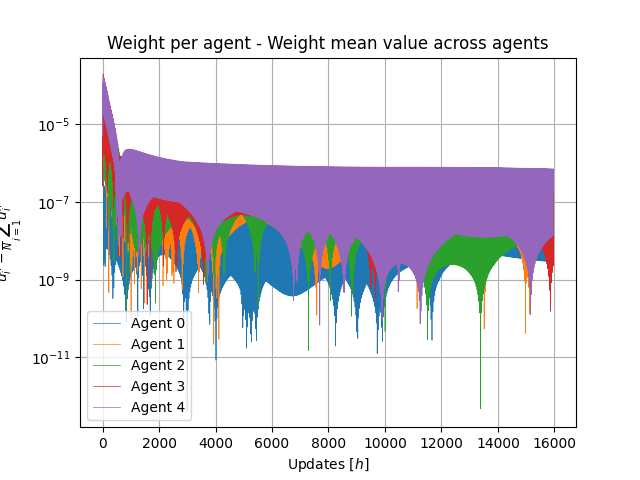 Weight per agent - Weight mean value across agents
10⁻⁵
10⁻⁷
10⁻⁹
10⁻¹¹
Agent 0
Agent 1
Agent 2
Agent 3
Agent 4
0 2000 4000 6000 8000 10000 12000 14000 16000
Updates [h]